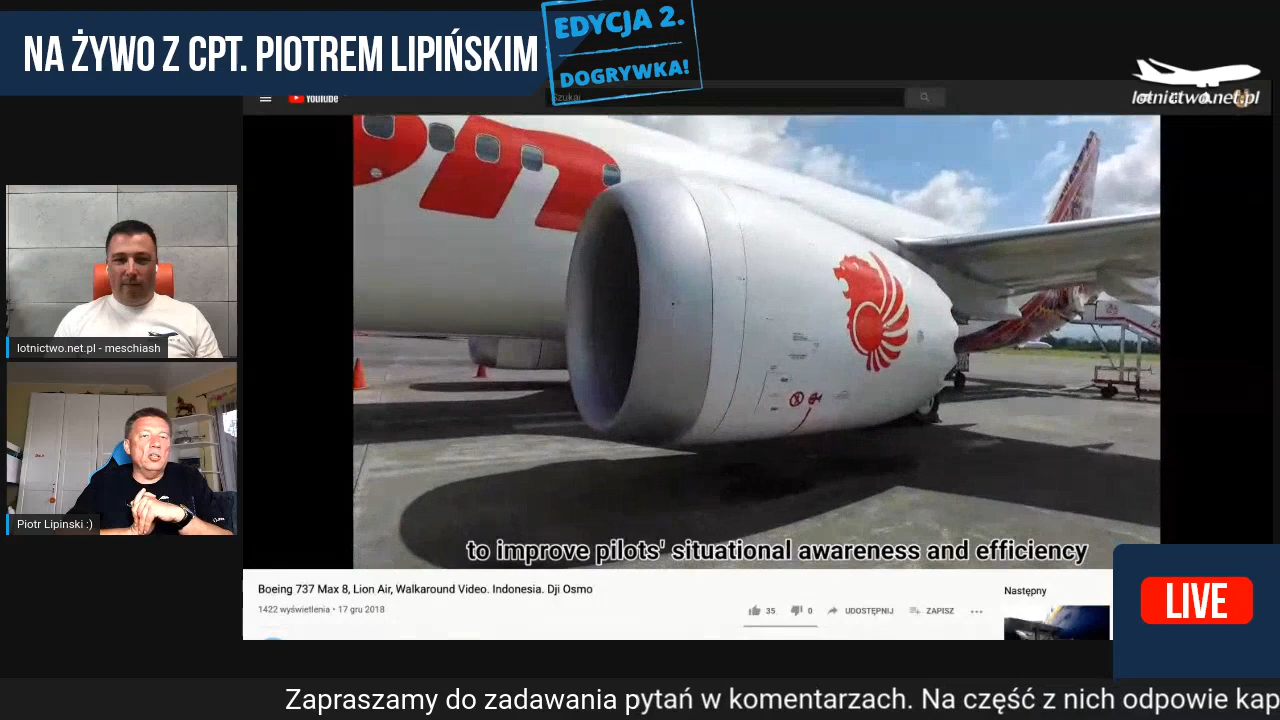 NA ŻYWO Z CPT. PIOTREM LIPIŃSKIM
EDYCJA 2.
DOGRYWKA!
YouTube
Szukaj
lotnictwo.net.pl
lotnictwo.net.pl - meschiash
Piotr Lipinski :)
to improve pilots' situational awareness and efficiency
Boeing 737 Max 8, Lion Air, Walkaround Video. Indonesia. Dji Osmo
1422 wyświetlenia • 17 gru 2018
35
0
UDOSTĘPNIJ
ZAPISZ
Następny
LIVE
Zapraszamy do zadawania pytań w komentarzach. Na część z nich odpowie kap